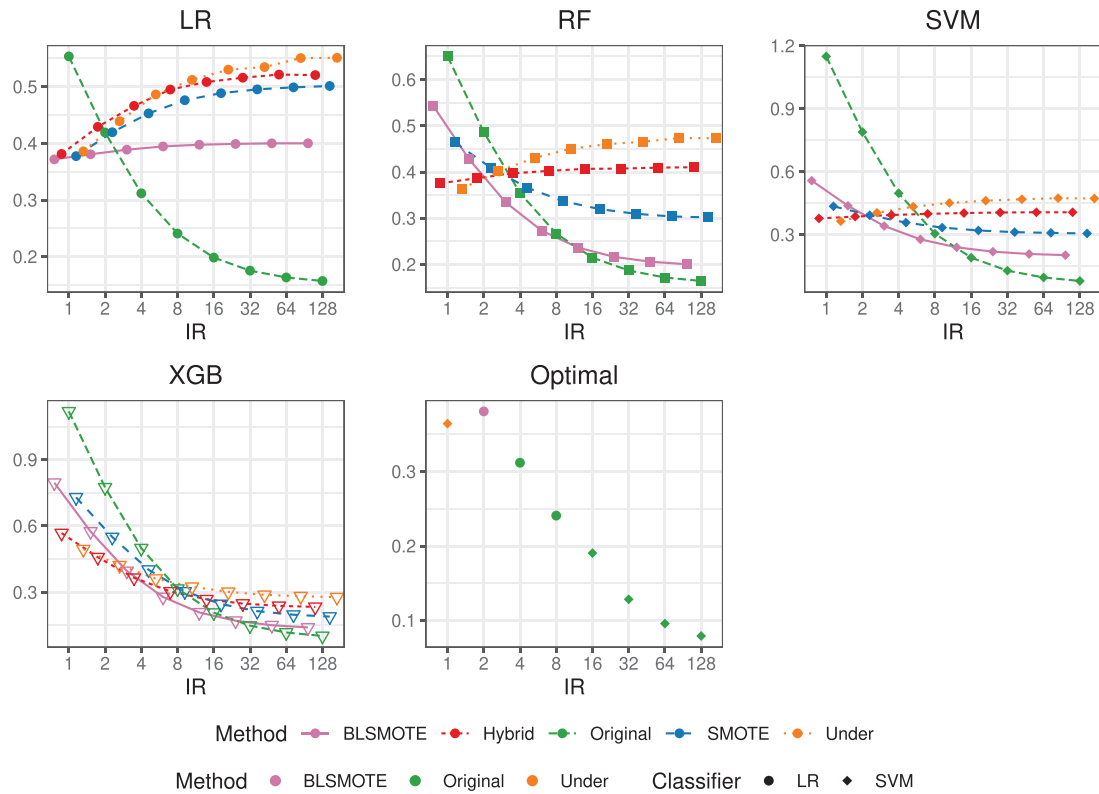 LR
0.5
0.4
0.3
0.2
1 2 4 8 16 32 64 128
IR
RF
0.6
0.5
0.4
0.3
0.2
1 2 4 8 16 32 64 128
IR
SVM
1.2
0.9
0.6
0.3
1 2 4 8 16 32 64 128
IR
XGB
0.9
0.6
0.3
1 2 4 8 16 32 64 128
IR
Optimal
0.3
0.2
0.1
1 2 4 8 16 32 64 128
IR
Method BLSMOTE Hybrid Original SMOTE Under
Method BLSMOTE Original Under Classifier LR SVM